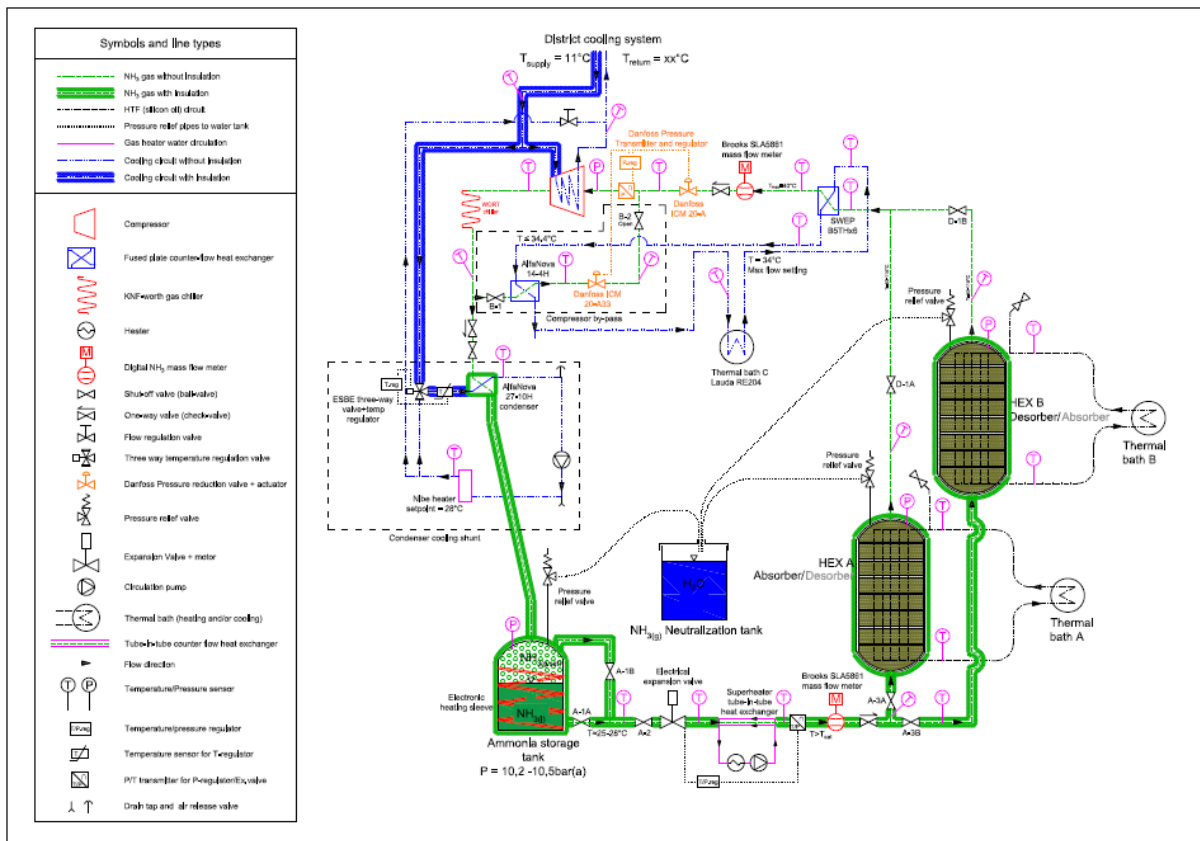 Symbols and line types
NH3 gas without insulation
NH3 gas with insulation
HTF (silicon oil) circuit
Pressure relief pipes to water tank
Gas heater water circulation
Cooling circuit without insulation
Cooling circuit with insulation
Compressor
Fused plate counter-flow heat exchanger
KNF-worth gas chiller
Heater
M
Digital NH3 mass flow meter
Shut-off valve (ball-valve)
One-way valve (check-valve)
Flow regulation valve
Three way temperature regulation valve
Danfoss Pressure reduction valve + actuator
Pressure relief valve
Expansion Valve + motor
Circulation pump
Thermal bath (heating and/or cooling)
Tube-in-tube counter flow heat exchanger
Flow direction
T P
Temperature/Pressure sensor
T/P.reg
Temperature/pressure regulator
Temperature sensor for T-regulator
P/T transmitter for P-regulator/Ex.valve
Drain tap and air release valve
District cooling system
Tsupply = 11°C
Treturn = xx°C
Danfoss Pressure
Transmitter and regulator
P.reg
Brooks SLA5861
mass flow meter
M
Danfoss
ICM 20-A
SWEP
B5THx6
D-1B
B-2
T ≤ 34,4°C
AlfaNova
14-4H
B-1
Danfoss ICM
20-A33
Compressor by-pass
T = 34°C
Max flow setting
Thermal bath C
Lauda RE204
Pressure
relief valve
D-1A
HEX B
Desorber/Absorber
Thermal
bath B
T.reg
ESBE three-way
valve+temp
regulator
AlfaNova
27-10H
condenser
Nibe heater
setpoint = 28°C
Condenser cooling shunt
Pressure
relief valve
HEX A
Absorber/Desorber
Thermal
bath A
Pressure
relief valve
H2O
NH3(g) Neutralization tank
Electronic
heating sleeve
NH3(l)
A-1A
A-1B
T=25-28°C
A-2
Electrical
expansion valve
Superheater
tube-in-tube
heat exchanger
T/P.reg
Brooks SLA5861
mass flow meter
M
T>Tsat
A-3A
A-3B
Ammonia storage
tank
P = 10,2 -10,5bar(a)